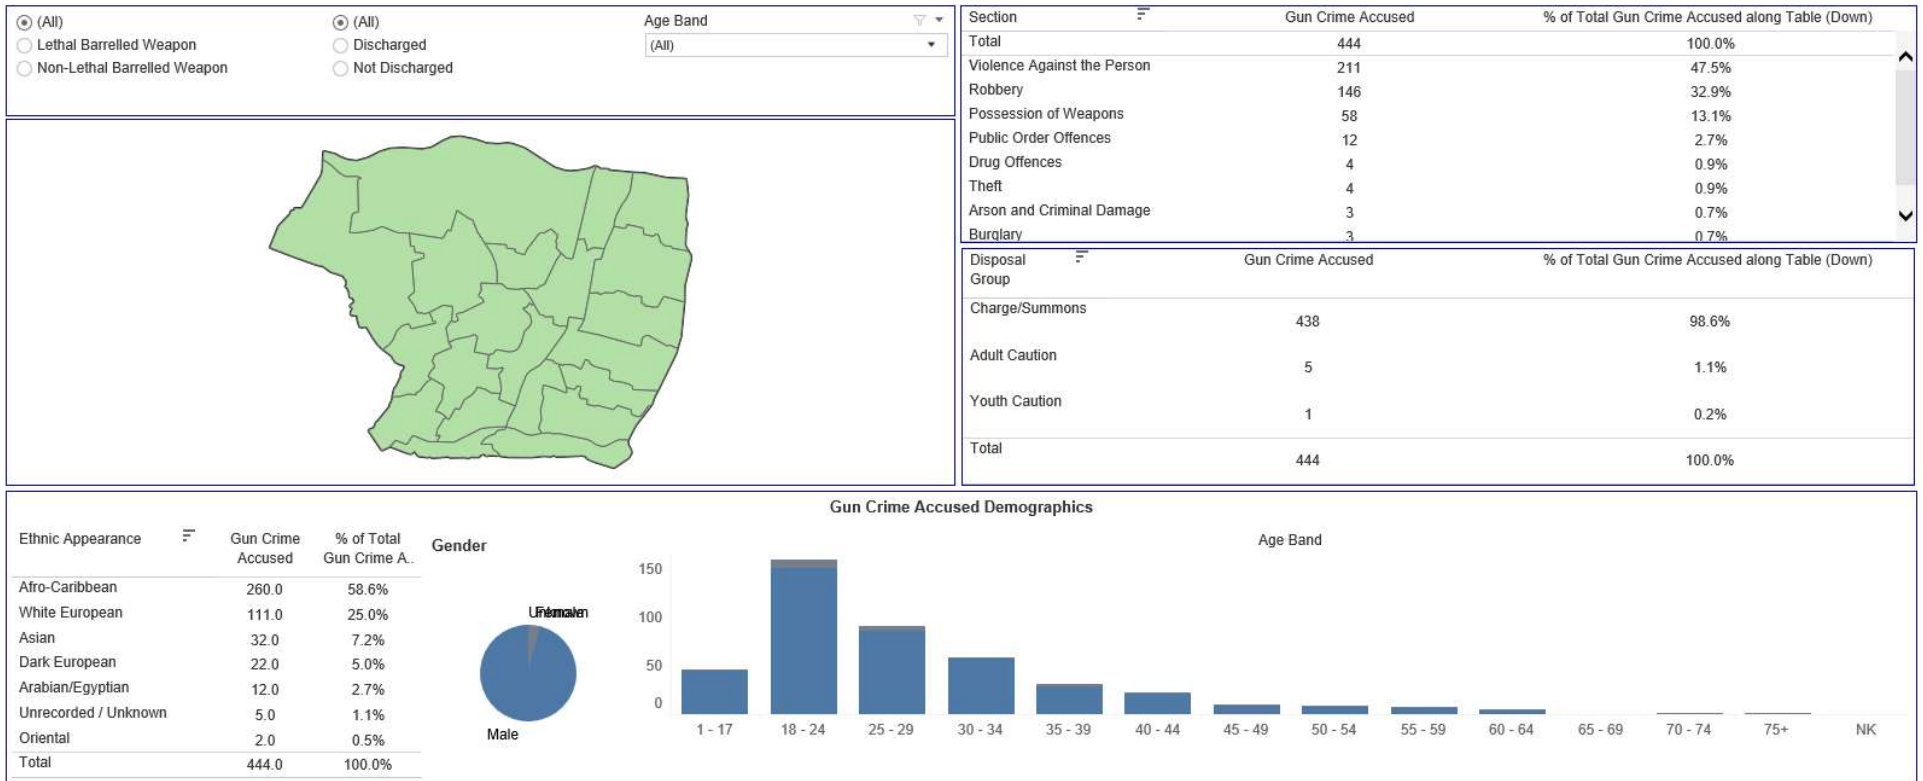 (All)
Lethal Barrelled Weapon
Non-Lethal Barrelled Weapon
(All)
Discharged
Not Discharged
Age Band
(All)
Section Gun Crime Accused % of Total Gun Crime Accused along Table (Down)
Total 444 100.0%
Violence Against the Person 211 47.5%
Robbery 146 32.9%
Possession of Weapons 58 13.1%
Public Order Offences 12 2.7%
Drug Offences 4 0.9%
Theft 4 0.9%
Arson and Criminal Damage 3 0.7%
Burglary 3 0.7%
Disposal Gun Crime Accused % of Total Gun Crime Accused along Table (Down)
Group
Charge/Summons 438 98.6%
Adult Caution 5 1.1%
Youth Caution 1 0.2%
Total 444 100.0%
Gun Crime Accused Demographics
Ethnic Appearance Gun Crime % of Total
Accused Gun Crime A..
Afro-Caribbean 260.0 58.6%
White European 111.0 25.0%
Asian 32.0 7.2%
Dark European 22.0 5.0%
Arabian/Egyptian 12.0 2.7%
Unrecorded / Unknown 5.0 1.1%
Oriental 2.0 0.5%
Total 444.0 100.0%
Gender
Male
Age Band
150
100
50
0
1 - 17 18 - 24 25 - 29 30 - 34 35 - 39 40 - 44 45 - 49 50 - 54 55 - 59 60 - 64 65 - 69 70 - 74 75+ NK